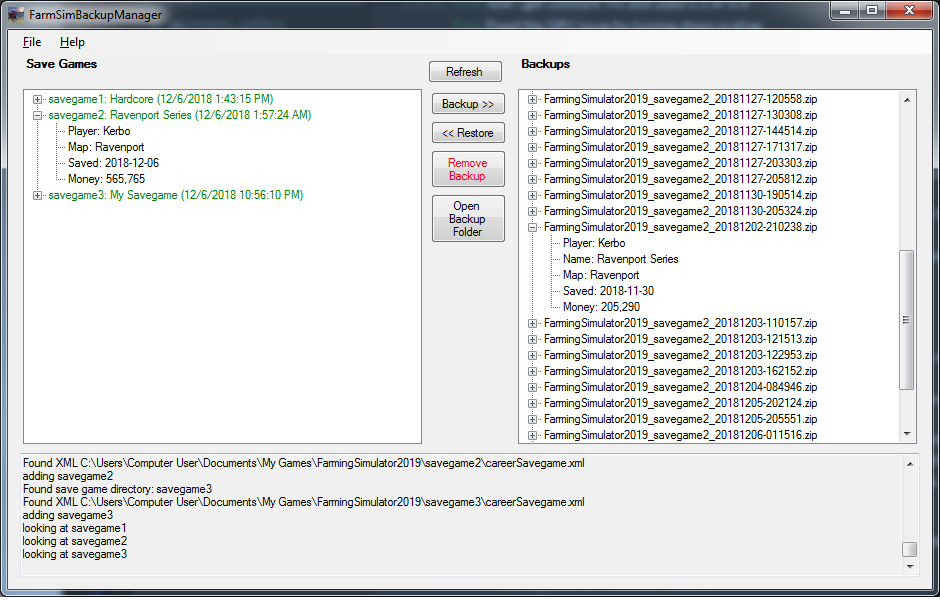 FarmSimBackupManager
File Help
Save Games
savegame1: Hardcore (12/6/2018 1:43:15 PM)
savegame2: Ravenport Series (12/6/2018 1:57:24 AM)
Player: Kerbo
Map: Ravenport
Saved: 2018-12-06
Money: 565,765
savegame3: My Savegame (12/6/2018 10:56:10 PM)
Refresh
Backup >>
<< Restore
Remove
Backup
Open
Backup
Folder
Backups
FarmingSimulator2019_savegame2_20181127-120558.zip
FarmingSimulator2019_savegame2_20181127-130308.zip
FarmingSimulator2019_savegame2_20181127-144514.zip
FarmingSimulator2019_savegame2_20181127-171317.zip
FarmingSimulator2019_savegame2_20181127-203303.zip
FarmingSimulator2019_savegame2_20181127-205812.zip
FarmingSimulator2019_savegame2_20181130-190514.zip
FarmingSimulator2019_savegame2_20181130-205324.zip
FarmingSimulator2019_savegame2_20181202-210238.zip
Player: Kerbo
Name: Ravenport Series
Map: Ravenport
Saved: 2018-11-30
Money: 205,290
FarmingSimulator2019_savegame2_20181203-110157.zip
FarmingSimulator2019_savegame2_20181203-121513.zip
FarmingSimulator2019_savegame2_20181203-122953.zip
FarmingSimulator2019_savegame2_20181203-162152.zip
FarmingSimulator2019_savegame2_20181204-084946.zip
FarmingSimulator2019_savegame2_20181205-202124.zip
FarmingSimulator2019_savegame2_20181205-205551.zip
FarmingSimulator2019_savegame2_20181206-011516.zip
Found XML C:\Users\Computer User\Documents\My Games\FarmingSimulator2019\savegame2\careerSavegame.xml
adding savegame2
Found save game directory: savegame3
Found XML C:\Users\Computer User\Documents\My Games\FarmingSimulator2019\savegame3\careerSavegame.xml
adding savegame3
looking at savegame1
looking at savegame2
looking at savegame3